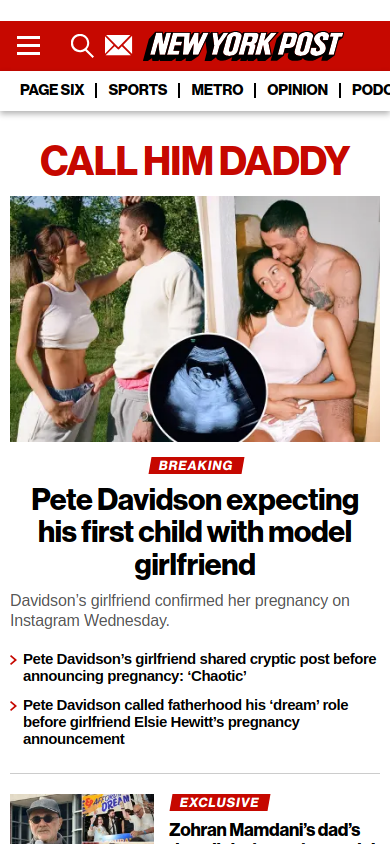 NEW YORK POST
PAGE SIX
SPORTS
METRO
OPINION
CALL HIM DADDY
BREAKING
Pete Davidson expecting
his first child with model
girlfriend
Davidson’s girlfriend confirmed her pregnancy on
Instagram Wednesday.
Pete Davidson’s girlfriend shared cryptic post before
announcing pregnancy: ‘Chaotic’
Pete Davidson called fatherhood his ‘dream’ role
before girlfriend Elsie Hewitt’s pregnancy
announcement
DREAM
EXCLUSIVE
Zohran Mamdani’s dad’s